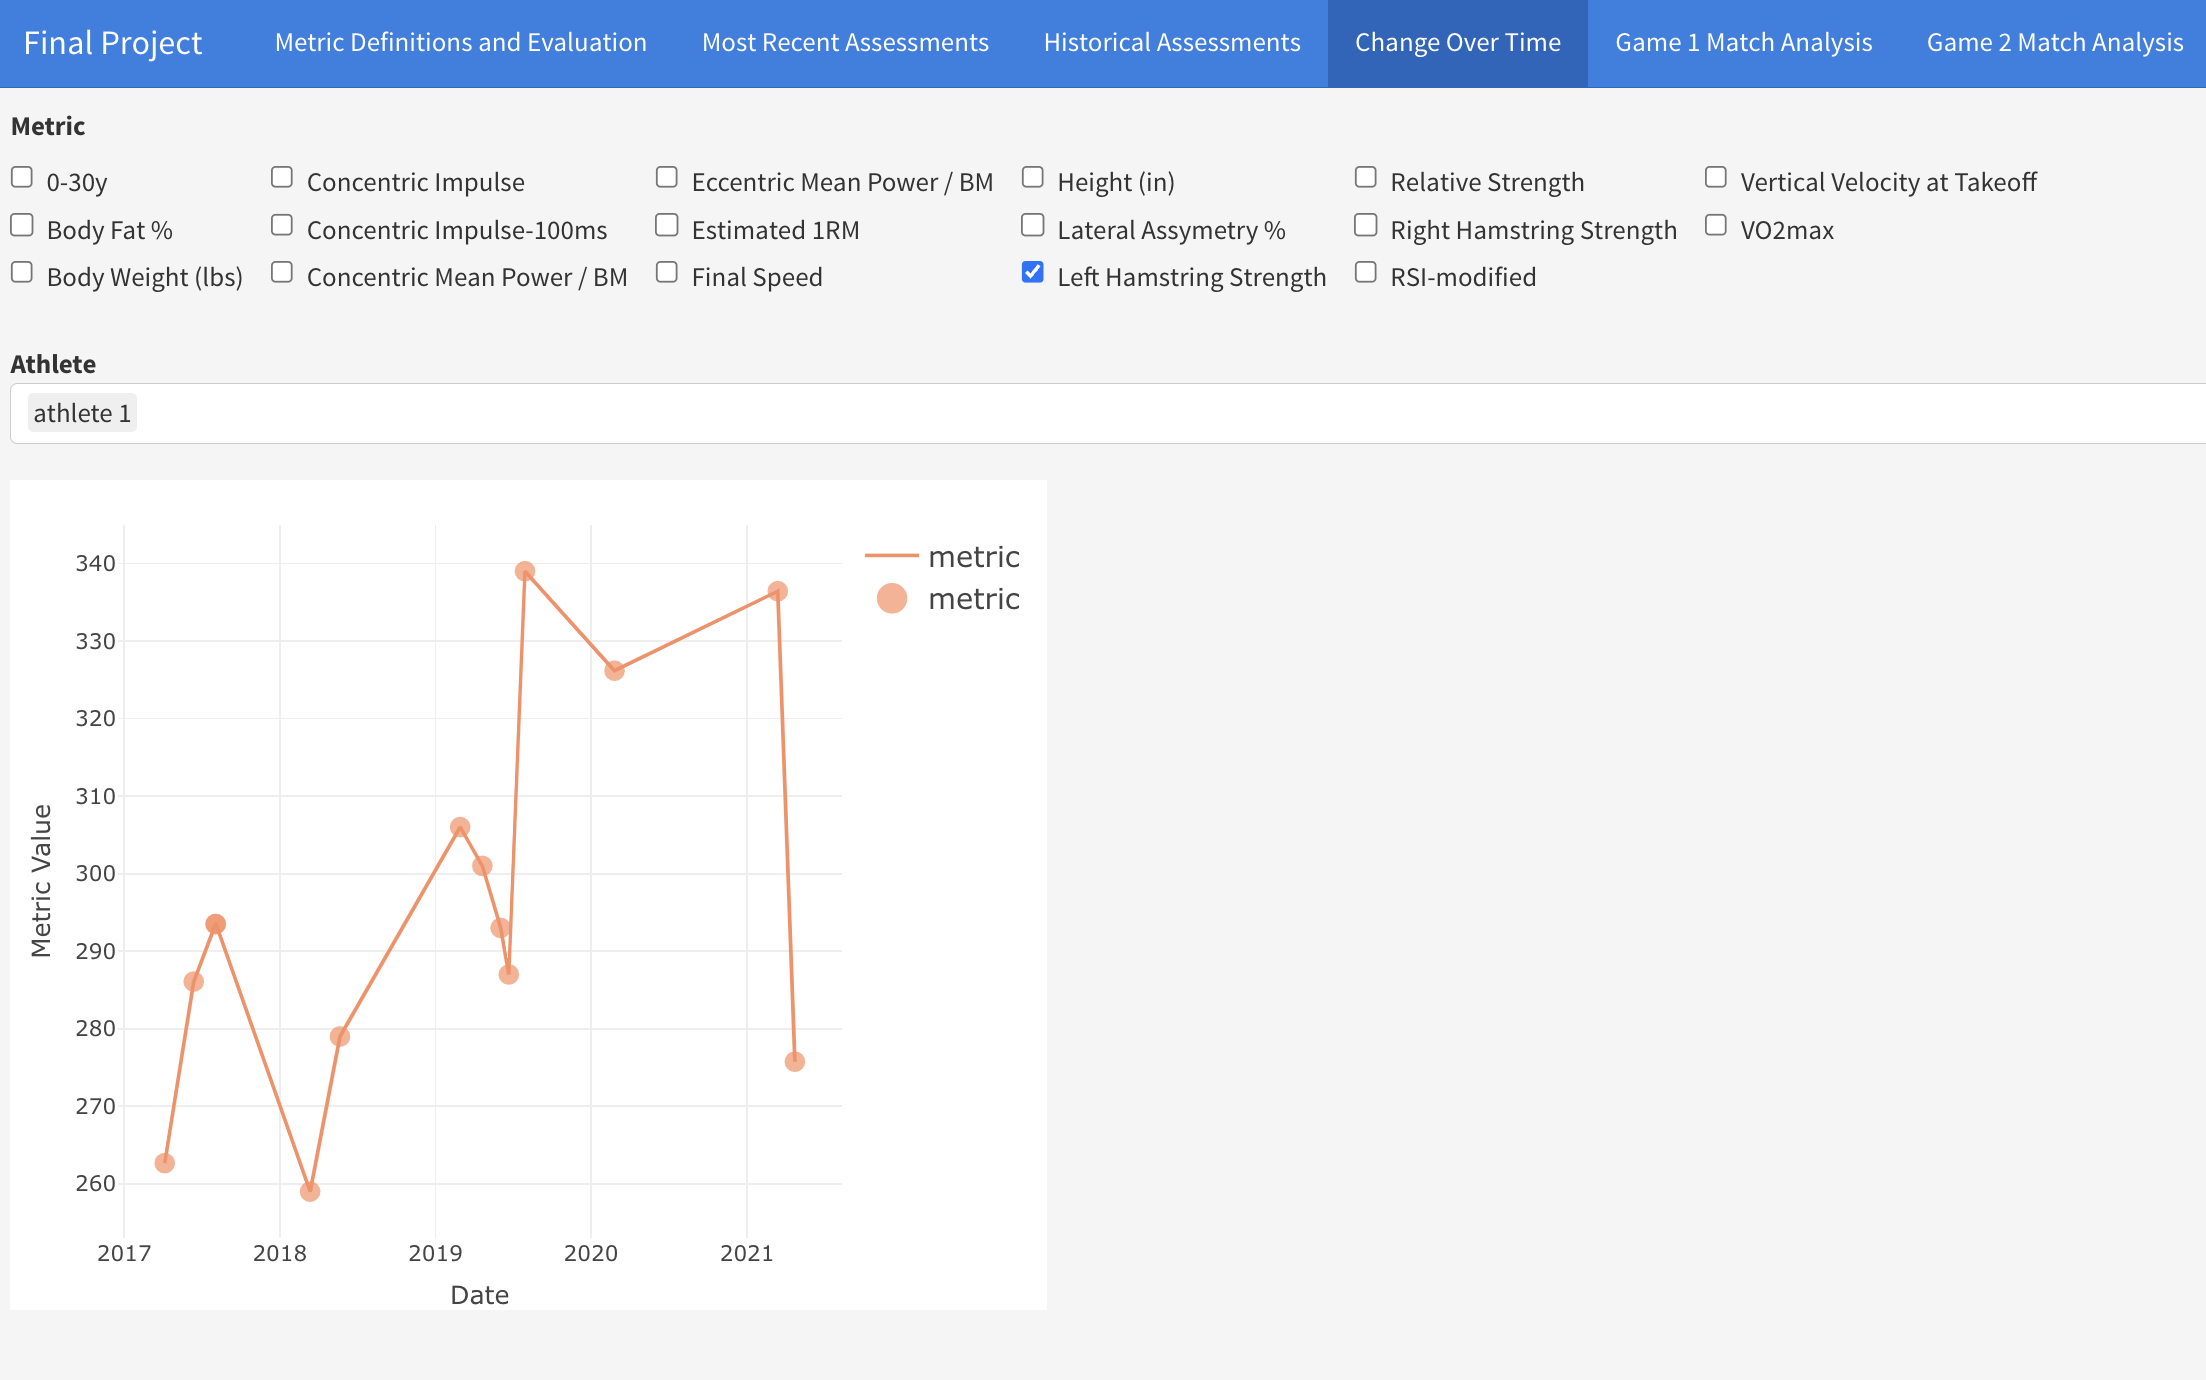 Final Project Metric Definitions and Evaluation Most Recent Assessments Historical Assessments Change Over Time Game 1 Match Analysis Game 2 Match Analysis
Metric
0-30y Concentric Impulse Eccentric Mean Power / BM Height (in) Relative Strength Vertical Velocity at Takeoff
Body Fat % Concentric Impulse-100ms Estimated 1RM Lateral Assymetry % Right Hamstring Strength VO2max
Body Weight (lbs) Concentric Mean Power / BM Final Speed Left Hamstring Strength RSI-modified
Athlete
athlete 1
metric
metric
340
330
320
310
300
290
280
270
260
Metric Value
2017 2018 2019 2020 2021
Date